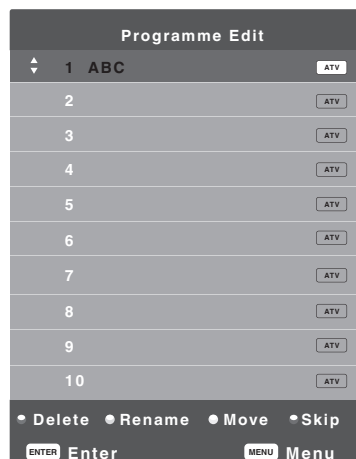 Programme Edit
1 ABC ATV
2 ATV
3 ATV
4 ATV
5 ATV
6 ATV
7 ATV
8 ATV
9 ATV
10 ATV
Delete Rename Move Skip
ENTER Enter MENU Menu